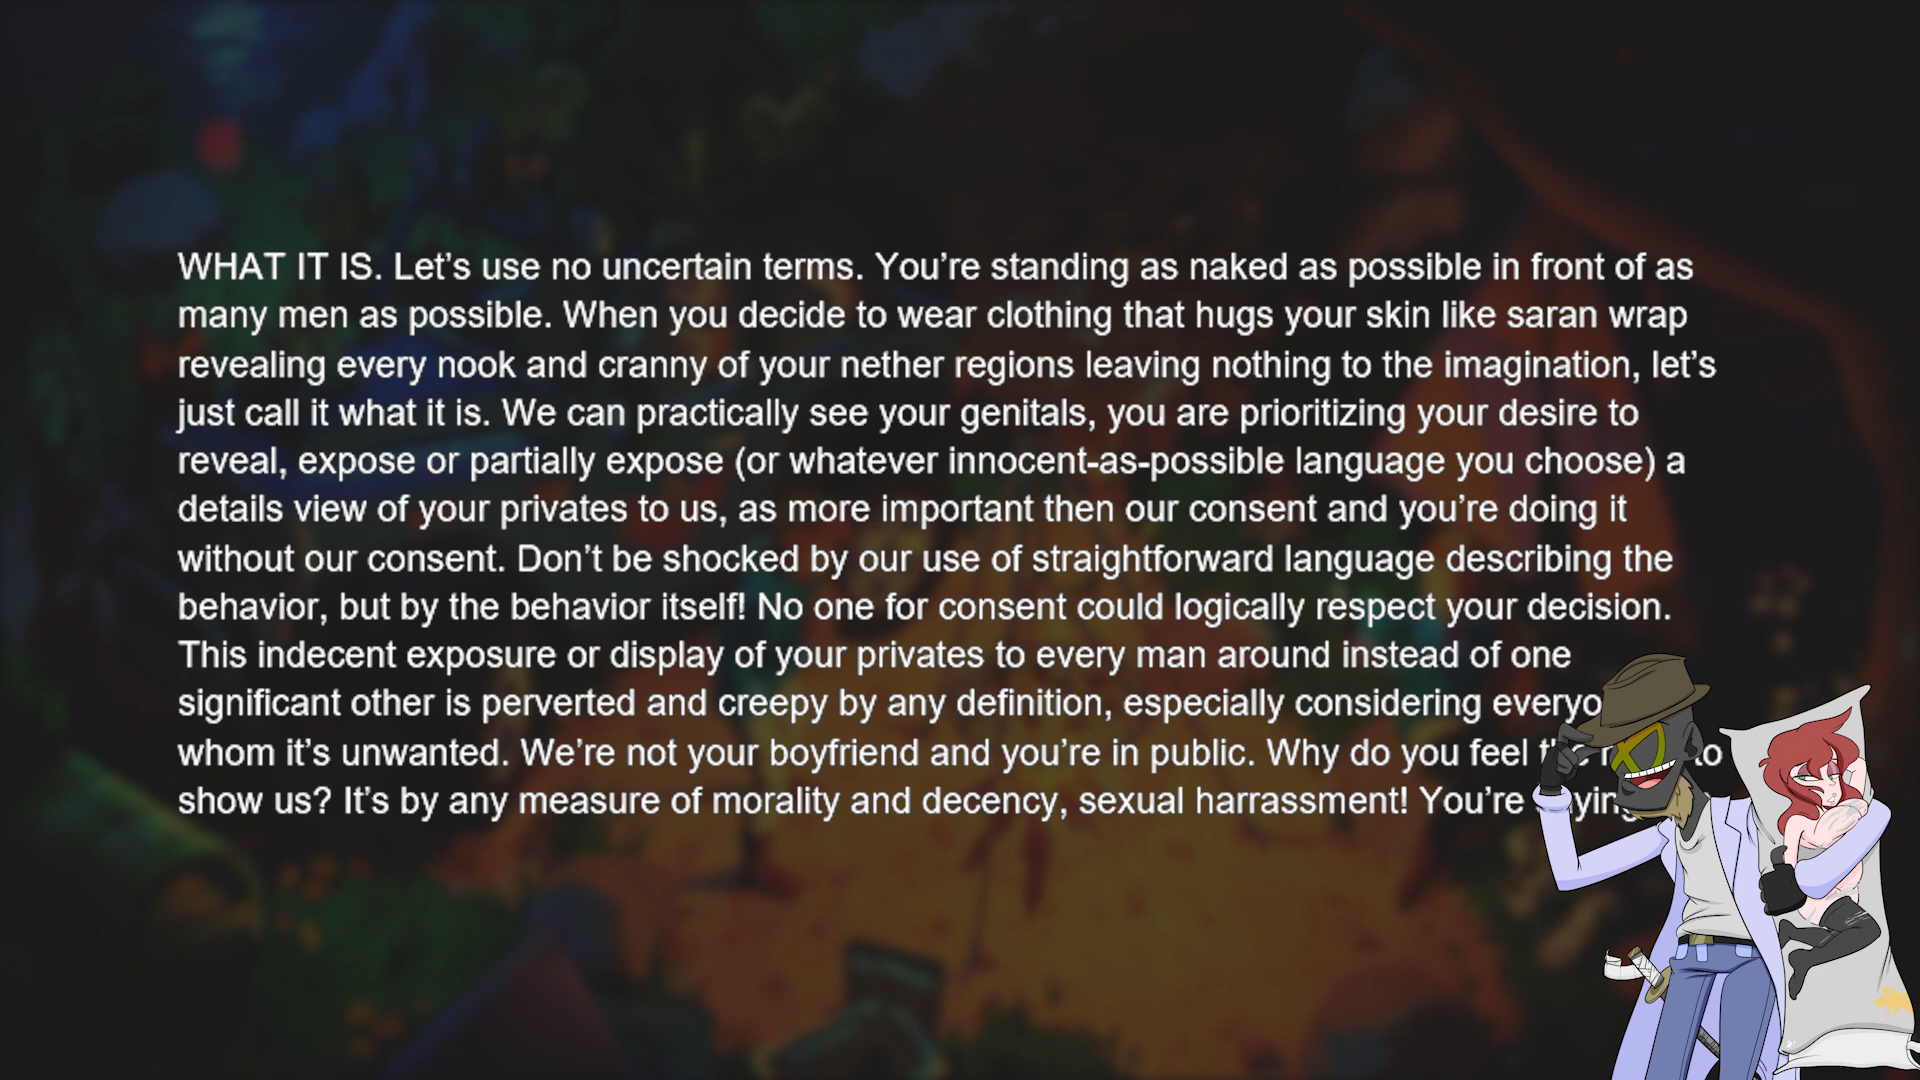 WHAT IT IS. Let’s use no uncertain terms. You’re standing as naked as possible in front of as
many men as possible. When you decide to wear clothing that hugs your skin like saran wrap
revealing every nook and cranny of your nether regions leaving nothing to the imagination, let’s
just call it what it is. We can practically see your genitals, you are prioritizing your desire to
reveal, expose or partially expose (or whatever innocent-as-possible language you choose) a
details view of your privates to us, as more important then our consent and you’re doing it
without our consent. Don’t be shocked by our use of straightforward language describing the
behavior, but by the behavior itself! No one for consent could logically respect your decision.
This indecent exposure or display of your privates to every man around instead of one
significant other is perverted and creepy by any definition, especially considering
whom it’s unwanted. We’re not your boyfriend and you’re in public. Why do you feel to
show us? It’s by any measure of morality and decency, sexual harrassment! You’re